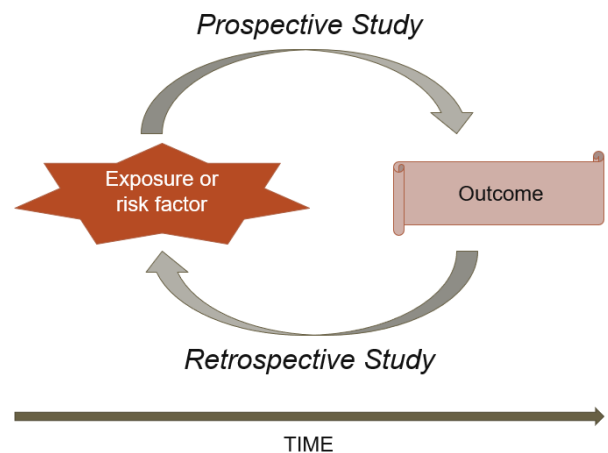 Prospective Study
Exposure or
risk factor
Outcome
Retrospective Study
TIME